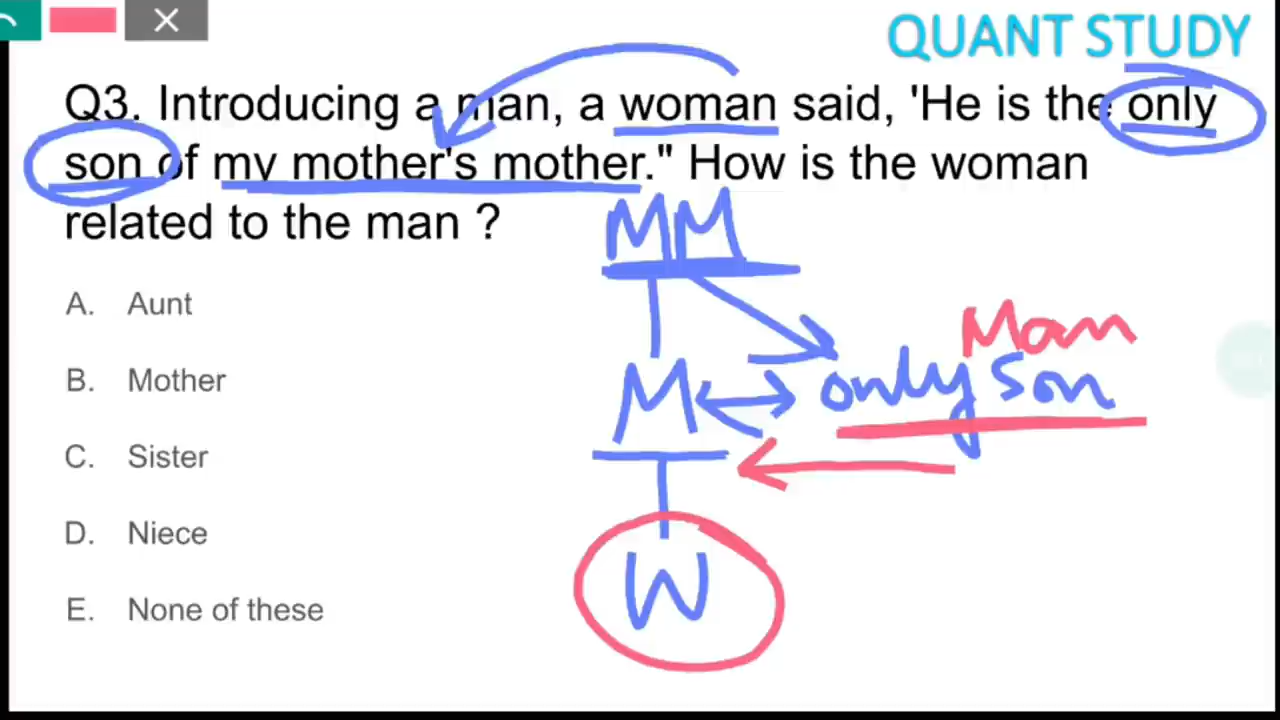 QUANT STUDY
Q3. Introducing a man, a woman said, 'He is the only
son of my mother's mother." How is the woman
related to the man ?
MM
A. Aunt
Man
B. Mother
M only son
C. Sister
D. Niece
W
E. None of these